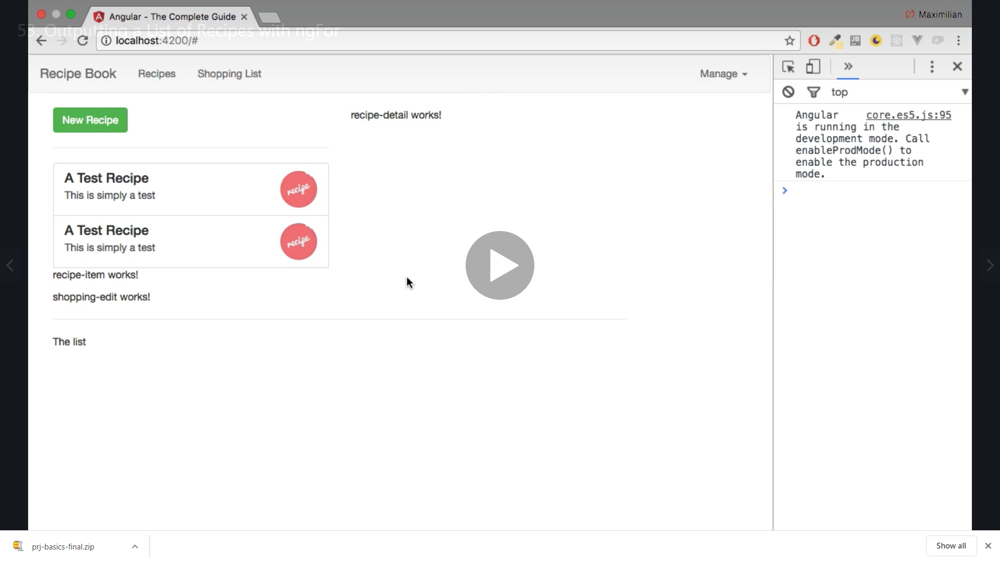 Angular - The Complete Guide
Maximilian
53. Outputting a List of Recipes with ngFor
localhost:4200/#
JB
Recipe Book Recipes Shopping List Manage
top
New Recipe
recipe-detail works!
Angular core.es5.js:95
is running in the
development mode. Call
enableProdMode() to
enable the production
mode.
A Test Recipe
This is simply a test
recipe
A Test Recipe
This is simply a test
recipe
recipe-item works!
shopping-edit works!
The list
prj-basics-final.zip
Show all